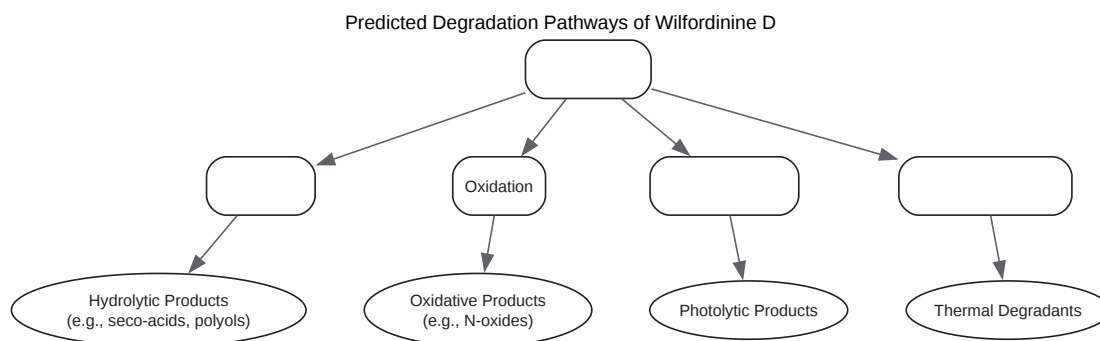 Predicted Degradation Pathways of Wilfordinine D
Oxidation
Hydrolytic Products
(e.g., seco-acids, polyols)
Oxidative Products
(e.g., N-oxides)
Photolytic Products
Thermal Degradants